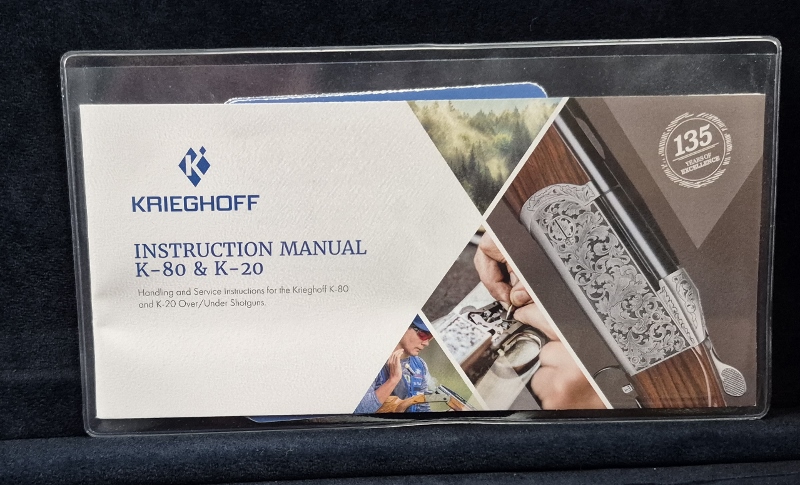 KRIEGHOFF
INSTRUCTION MANUAL
K-80 & K-20
Handling and Service Instructions for the Krieghoff K-80
and K-20 Over/Under Shotguns.
135
YEARS OF
EXCELLENCE